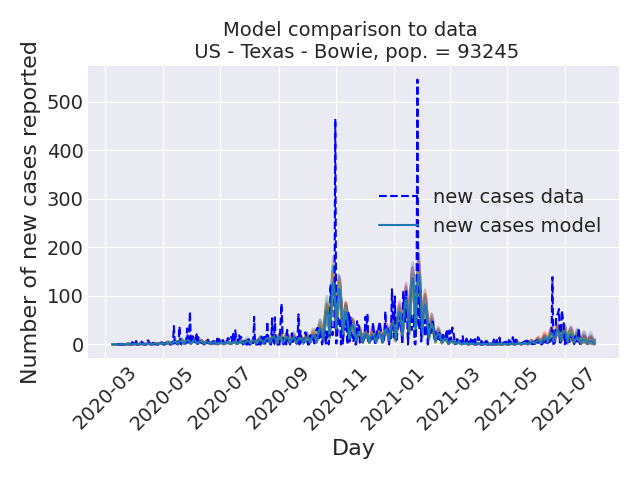 Model comparison to data
US - Texas - Bowie, pop. = 93245
Number of new cases reported
500
400
300
200
100
0
new cases data
new cases model
2020-03
2020-05
2020-07
2020-09
2020-11
2021-01
2021-03
2021-05
2021-07
Day